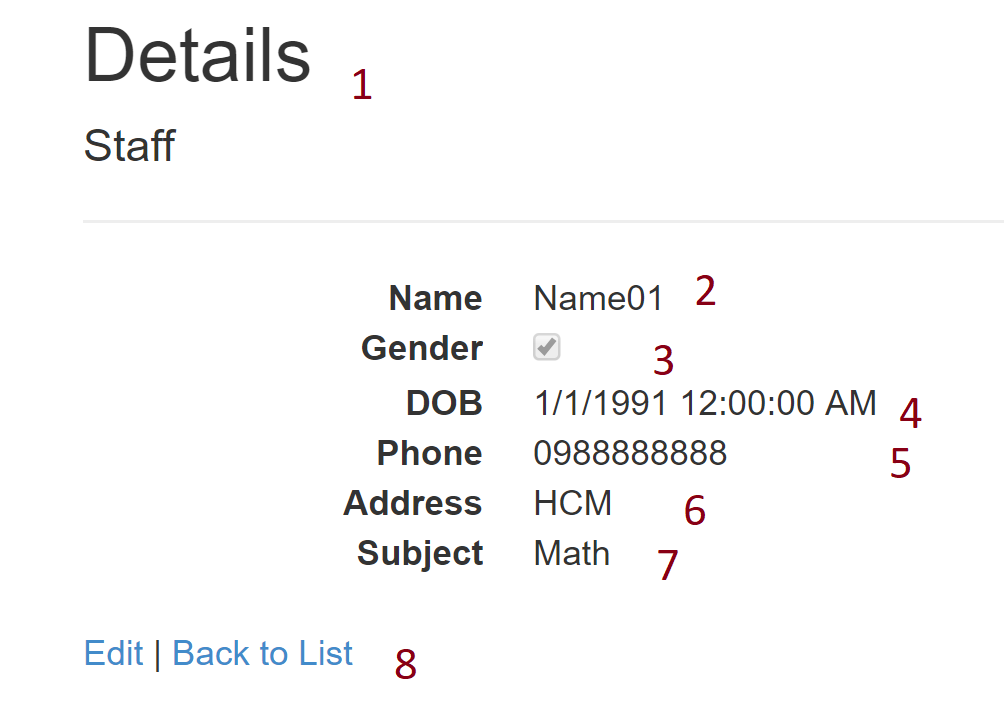 Details 1
Staff
Name Name01 2
Gender 3
DOB 1/1/1991 12:00:00 AM 4
Phone 0988888888 5
Address HCM 6
Subject Math 7
Edit | Back to List 8